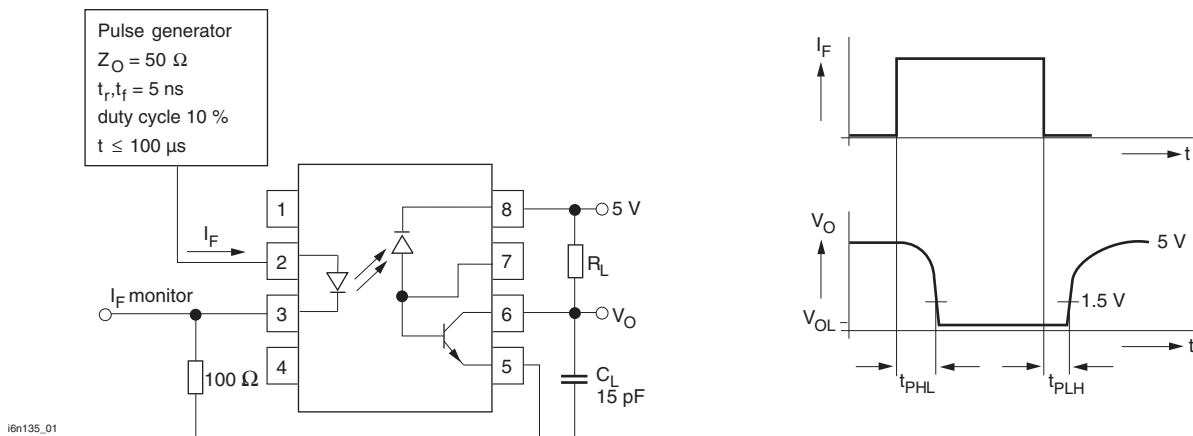 Pulse generator
Z_O = 50 Ω
t_r,t_f = 5 ns
duty cycle 10 %
t ≤ 100 µs
1
2
3
4
8
7
6
5
I_F
I_F monitor
100 Ω
5 V
R_L
V_O
C_L
15 pF
i6n135_01
I_F
t
V_O
5 V
1.5 V
V_OL
t
t_PHL
t_PLH